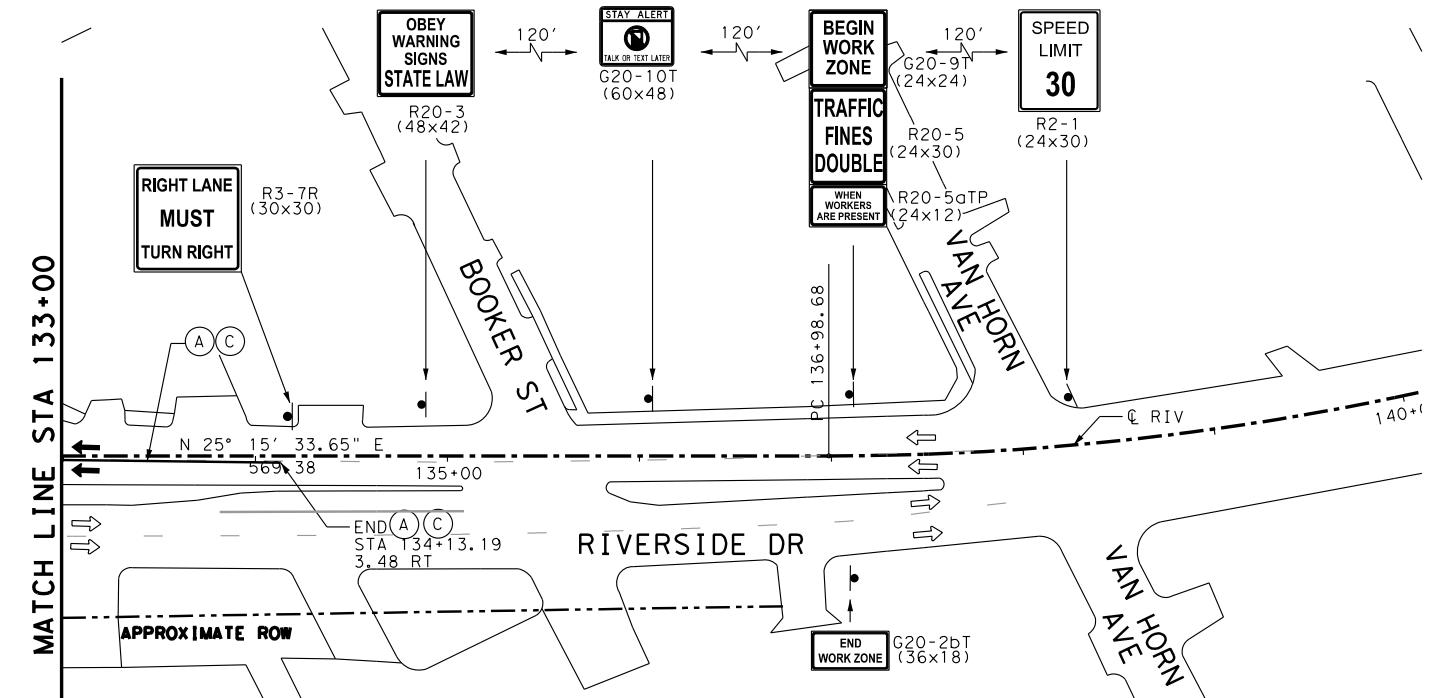 OBEY
WARNING
SIGNS
STATE LAW
R20-3
(48x42)
120'
STAY ALERT
TALK OR TEXT LATER
G20-10T
(60x48)
120'
BEGIN
WORK
ZONE
G20-9T
(24x24)
TRAFFIC
FINES
DOUBLE
R20-5
(24x30)
WHEN
WORKERS
ARE PRESENT
R20-5aTP
(24x12)
120'
SPEED
LIMIT
30
R2-1
(24x30)
RIGHT LANE
MUST
TURN RIGHT
R3-7R
(30x30)
MATCH LINE STA 133+00
A C
BOOKER ST
VAN HORN
AVE
PC 136+98.68
N 25° 15' 33.65" E
569.38
135+00
℄ RIV
END A C
STA 134+13.19
3.48 RT
RIVERSIDE DR
APPROXIMATE ROW
END
WORK ZONE
G20-2bT
(36x18)
VAN HORN
AVE